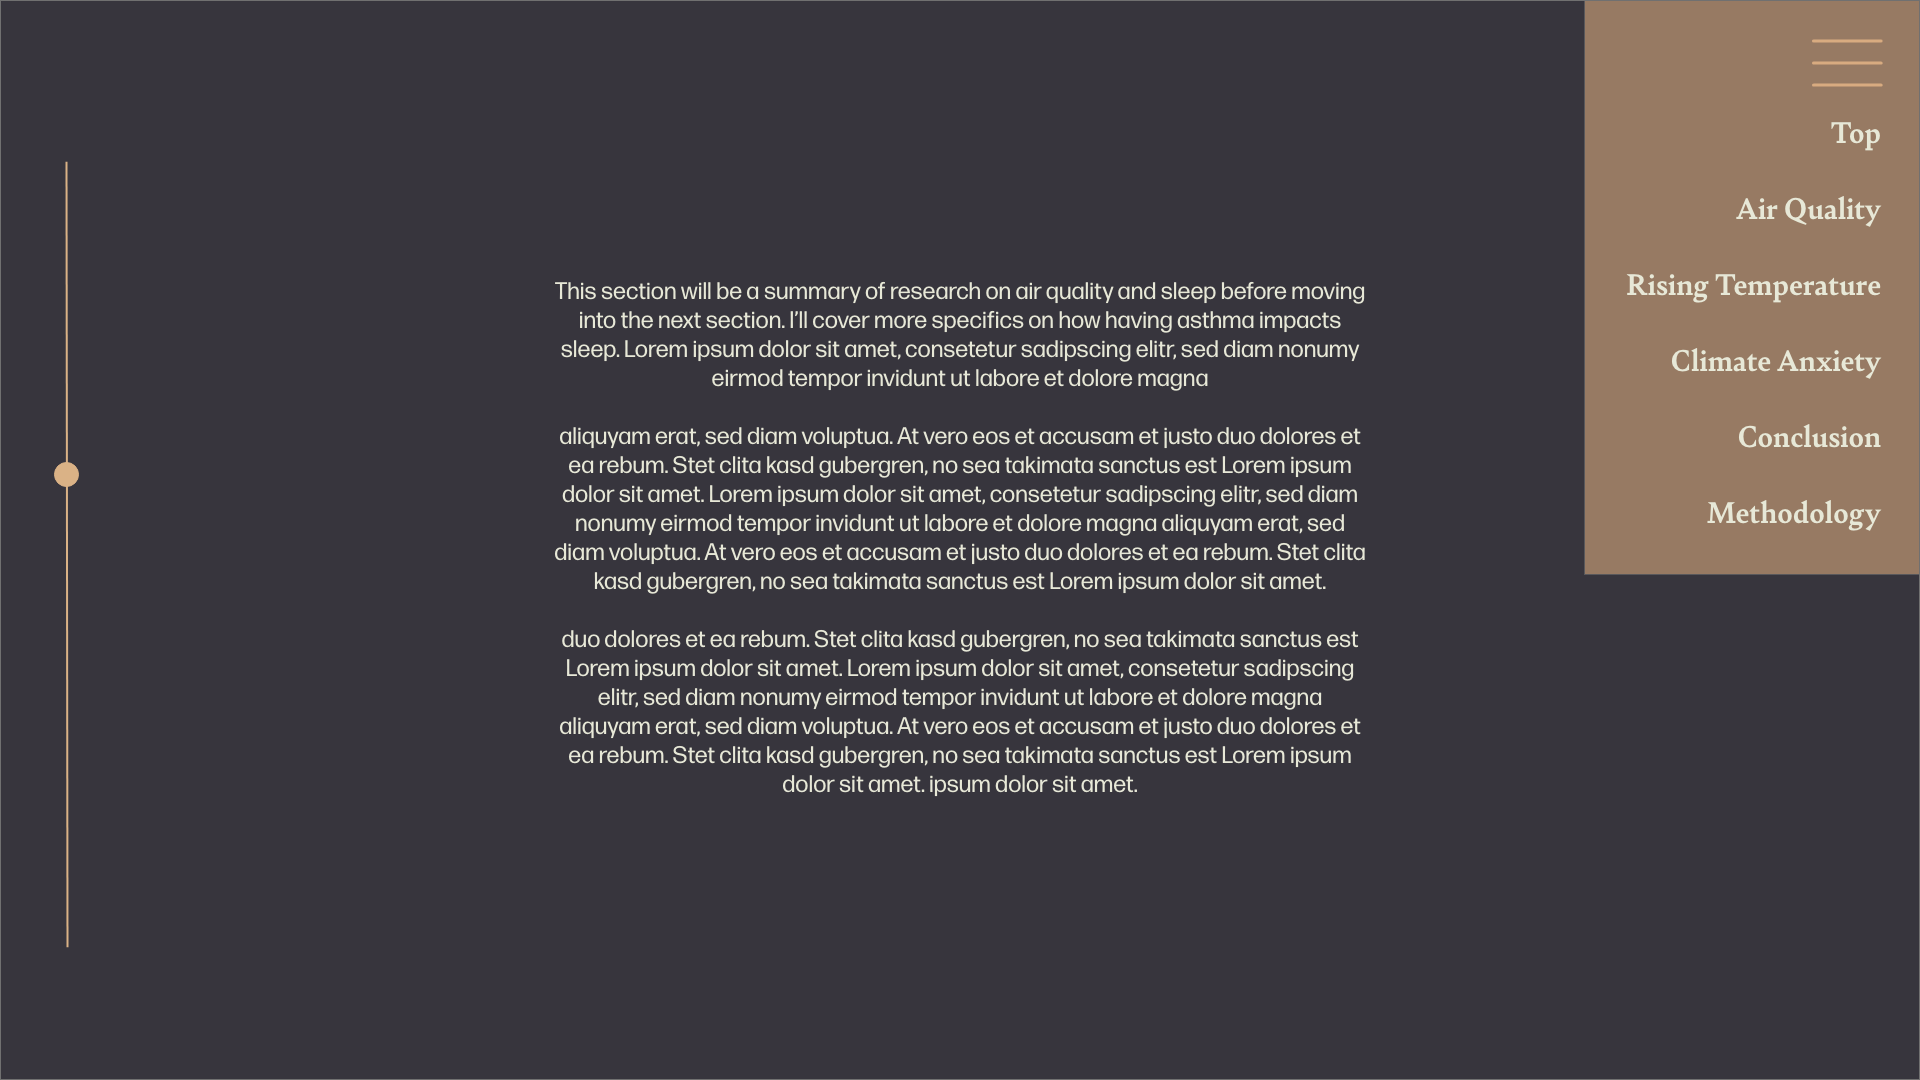 Top
Air Quality
Rising Temperature
Climate Anxiety
Conclusion
Methodology
This section will be a summary of research on air quality and sleep before moving
into the next section. I’ll cover more specifics on how having asthma impacts
sleep. Lorem ipsum dolor sit amet, consetetur sadipscing elitr, sed diam nonumy
eirmod tempor invidunt ut labore et dolore magna
aliquyam erat, sed diam voluptua. At vero eos et accusam et justo duo dolores et
ea rebum. Stet clita kasd gubergren, no sea takimata sanctus est Lorem ipsum
dolor sit amet. Lorem ipsum dolor sit amet, consetetur sadipscing elitr, sed diam
nonumy eirmod tempor invidunt ut labore et dolore magna aliquyam erat, sed
diam voluptua. At vero eos et accusam et justo duo dolores et ea rebum. Stet clita
kasd gubergren, no sea takimata sanctus est Lorem ipsum dolor sit amet.
duo dolores et ea rebum. Stet clita kasd gubergren, no sea takimata sanctus est
Lorem ipsum dolor sit amet. Lorem ipsum dolor sit amet, consetetur sadipscing
elitr, sed diam nonumy eirmod tempor invidunt ut labore et dolore magna
aliquyam erat, sed diam voluptua. At vero eos et accusam et justo duo dolores et
ea rebum. Stet clita kasd gubergren, no sea takimata sanctus est Lorem ipsum
dolor sit amet. ipsum dolor sit amet.